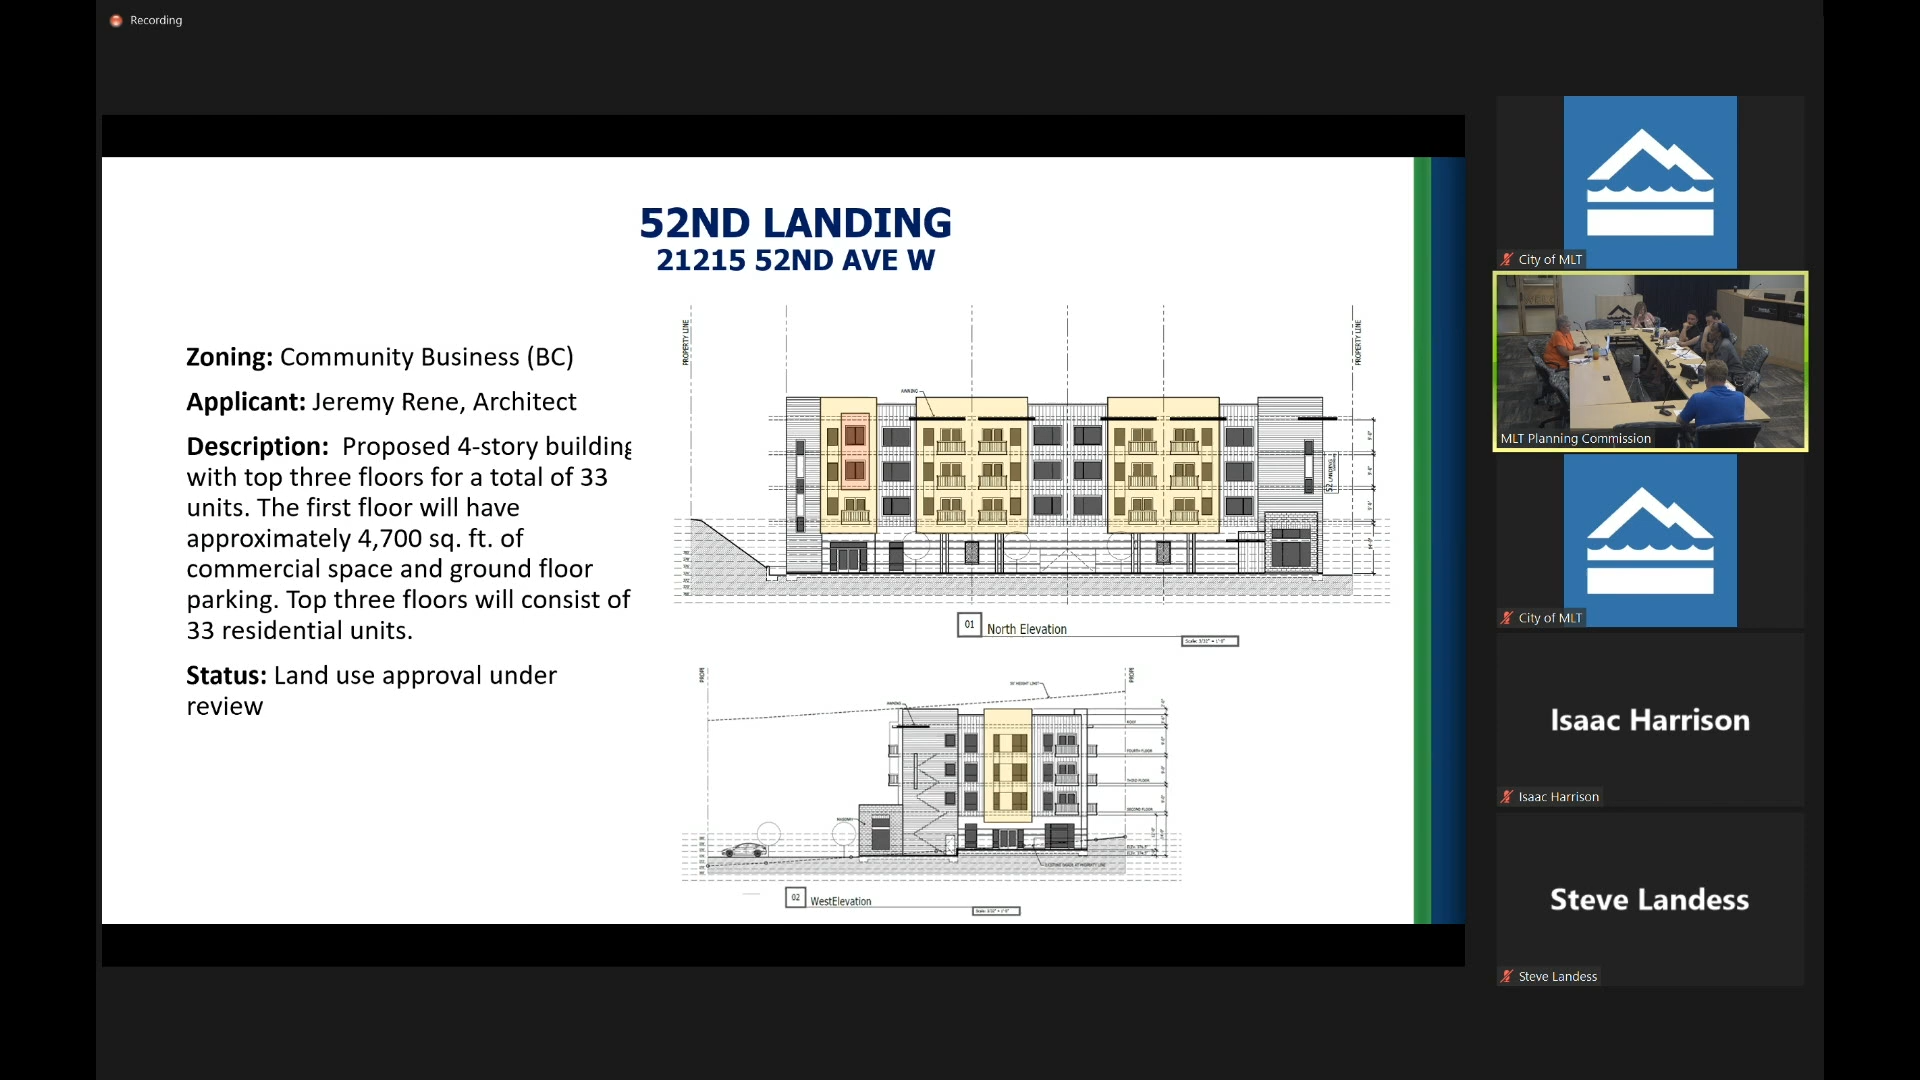 Recording
52ND LANDING
21215 52ND AVE W
Zoning: Community Business (BC)
Applicant: Jeremy Rene, Architect
Description:  Proposed 4-story building
with top three floors for a total of 33
units. The first floor will have
approximately 4,700 sq. ft. of
commercial space and ground floor
parking. Top three floors will consist of
33 residential units.
Status: Land use approval under
review
PROPERTY LINE
PROPERTY LINE
01
North Elevation
02
WestElevation
City of MLT
MLT Planning Commission
City of MLT
Isaac Harrison
Isaac Harrison
Steve Landess
Steve Landess